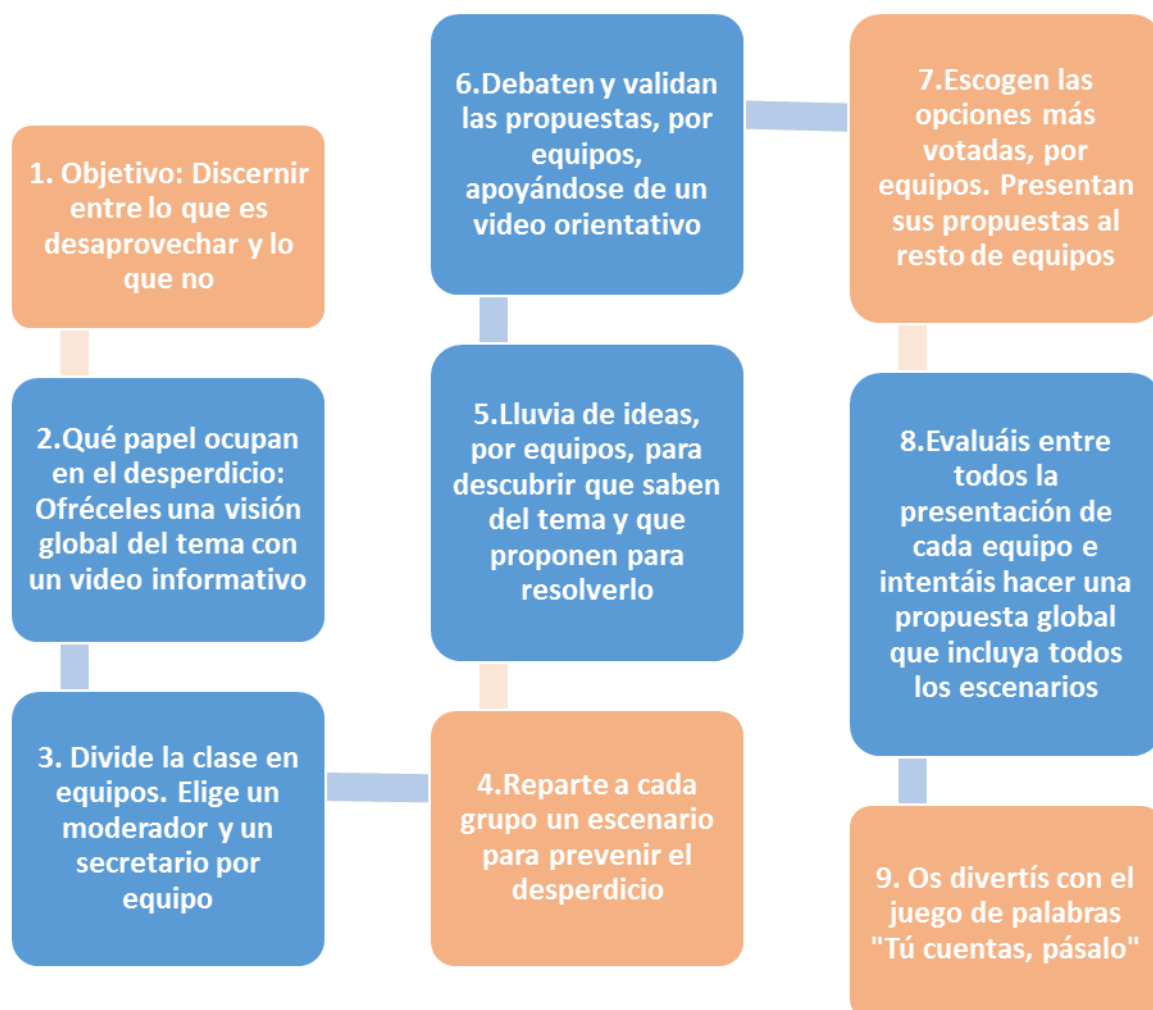 1. Objetivo: Discernir
entre lo que es
desaprovechar y lo
que no
2.Qué papel ocupan
en el desperdicio:
Ofréceles una visión
global del tema con
un video informativo
3. Divide la clase en
equipos. Elige un
moderador y un
secretario por
equipo
4.Reparte a cada
grupo un escenario
para prevenir el
desperdicio
5.Lluvia de ideas,
por equipos, para
descubrir que saben
del tema y que
proponen para
resolverlo
6.Debaten y validan
las propuestas, por
equipos,
apoyándose de un
video orientativo
7.Escogen las
opciones más
votadas, por
equipos. Presentan
sus propuestas al
resto de equipos
8.Evaluáis entre
todos la
presentación de
cada equipo e
intentáis hacer una
propuesta global
que incluya todos
los escenarios
9. Os divertís con el
juego de palabras
"Tú cuentas, pásalo"